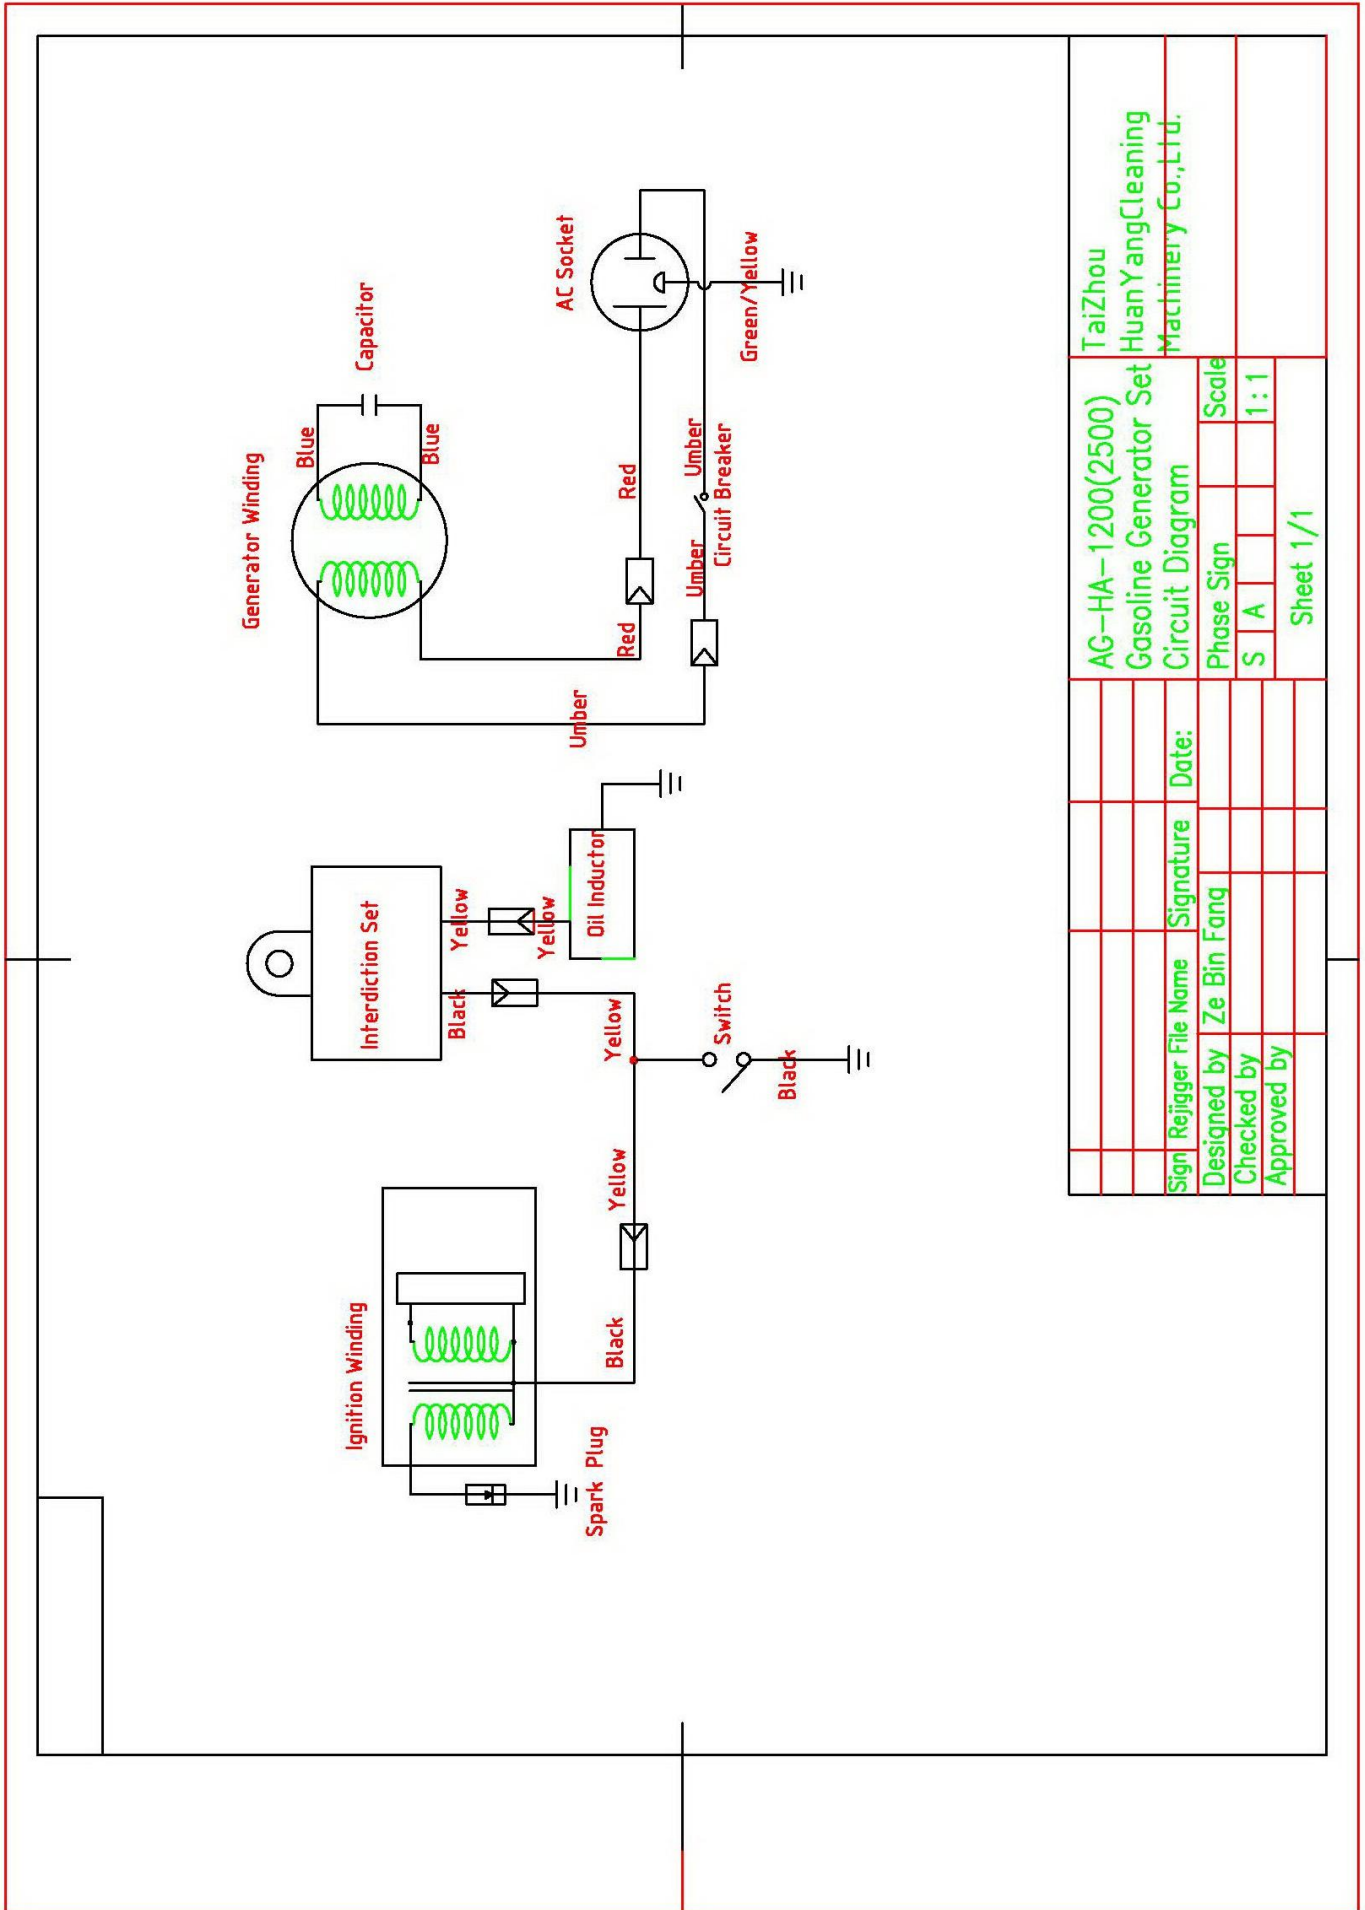 Generator Winding
Blue
Blue
Capacitor
Umber
Red
Red
AC Socket
Umber
Umber
Circuit Breaker
Green/Yellow
Interdiction Set
Black
Yellow
Yellow
Oil Inductor
Yellow
Switch
Black
Ignition Winding
Black
Yellow
Spark Plug
Sign
Rejigger File Name
Signature
Date:
Designed by
Ze Bin Fang
Checked by
Approved by
AG-HA-1200(2500)
Gasoline Generator Set
Circuit Diagram
Phase Sign
Scale
S
A
1:1
Sheet 1/1
TaiZhou
HuanYangCleaning
Machinery Co.,Ltd.